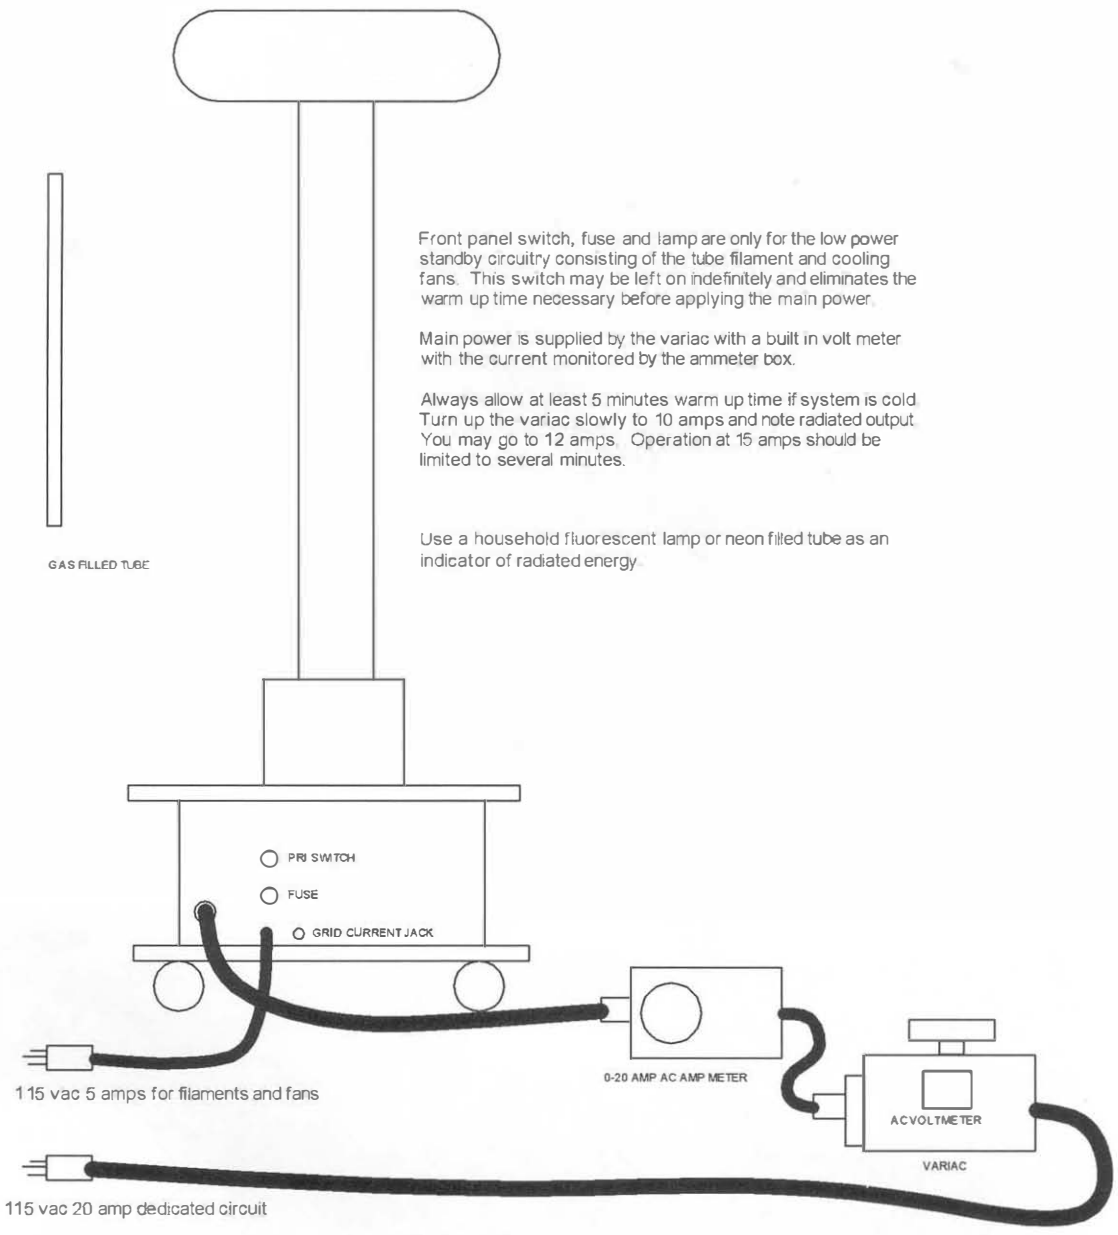 Front panel switch, fuse and lamp are only for the low power
standby circuitry consisting of the tube filament and cooling
fans. This switch may be left on indefinitely and eliminates the
warm up time necessary before applying the main power.
Main power is supplied by the variac with a built in volt meter
with the current monitored by the ammeter box.
Always allow at least 5 minutes warm up time if system is cold
Turn up the variac slowly to 10 amps and note radiated output
You may go to 12 amps. Operation at 15 amps should be
limited to several minutes.
Use a household fluorescent lamp or neon filled tube as an
indicator of radiated energy
GAS FILLED TUBE
PRI SWITCH
FUSE
GRID CURRENT JACK
0-20 AMP AC AMP METER
AC VOLTMETER
VARIAC
115 vac 5 amps for filaments and fans
115 vac 20 amp dedicated circuit